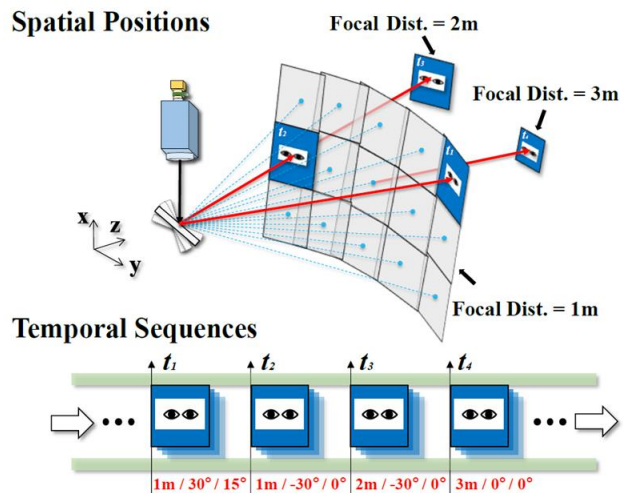 Spatial Positions
Focal Dist. = 2m
Focal Dist. = 3m
t3
t2
t1
t4
x
z
y
Focal Dist. = 1m
Temporal Sequences
t1 t2 t3 t4
1m / 30° / 15° 1m / -30° / 0° 2m / -30° / 0° 3m / 0° / 0°